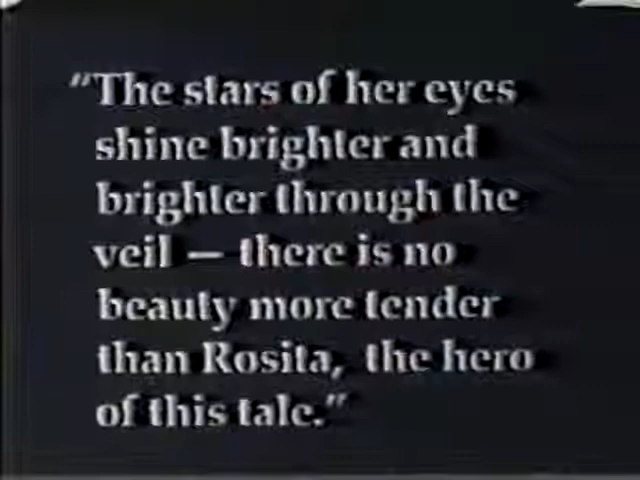 “The stars of her eyes
shine brighter and
brighter through the
veil — there is no
beauty more tender
than Rosita, the hero
of this tale.”